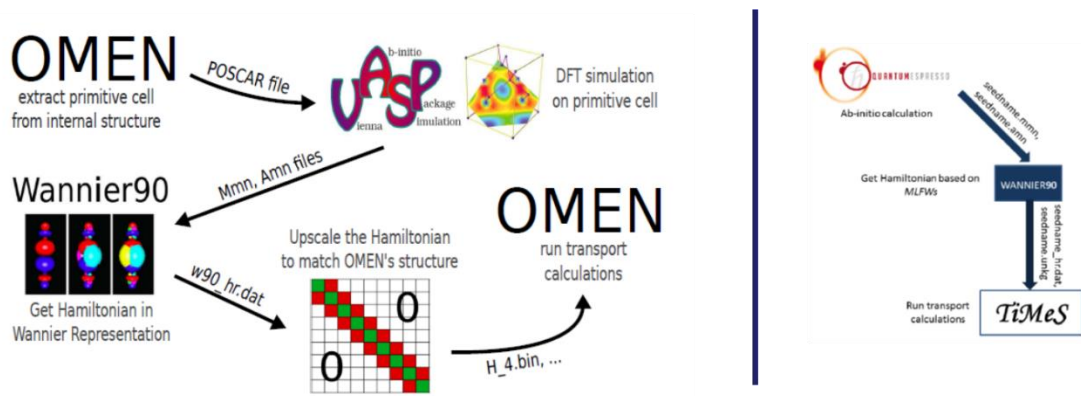 OMEN
extract primitive cell
from internal structure
POSCAR file
VASP
b-initio
ackage
ienna
imulation
DFT simulation
on primitive cell
Mmn, Amn files
Wannier90
Get Hamiltonian in
Wannier Representation
w90_hr.dat
Upscale the Hamiltonian
to match OMEN's structure
0
0
H_4.bin, ...
OMEN
run transport
calculations
QUANTUMESPRESSO
Ab-initio calculation
seedname.mmn,
seedname.amn
Get Hamiltonian based on
MLFWs
WANNIER90
seedname_hr.dat,
seedname.unkg
Run transport
calculations
TiMeS